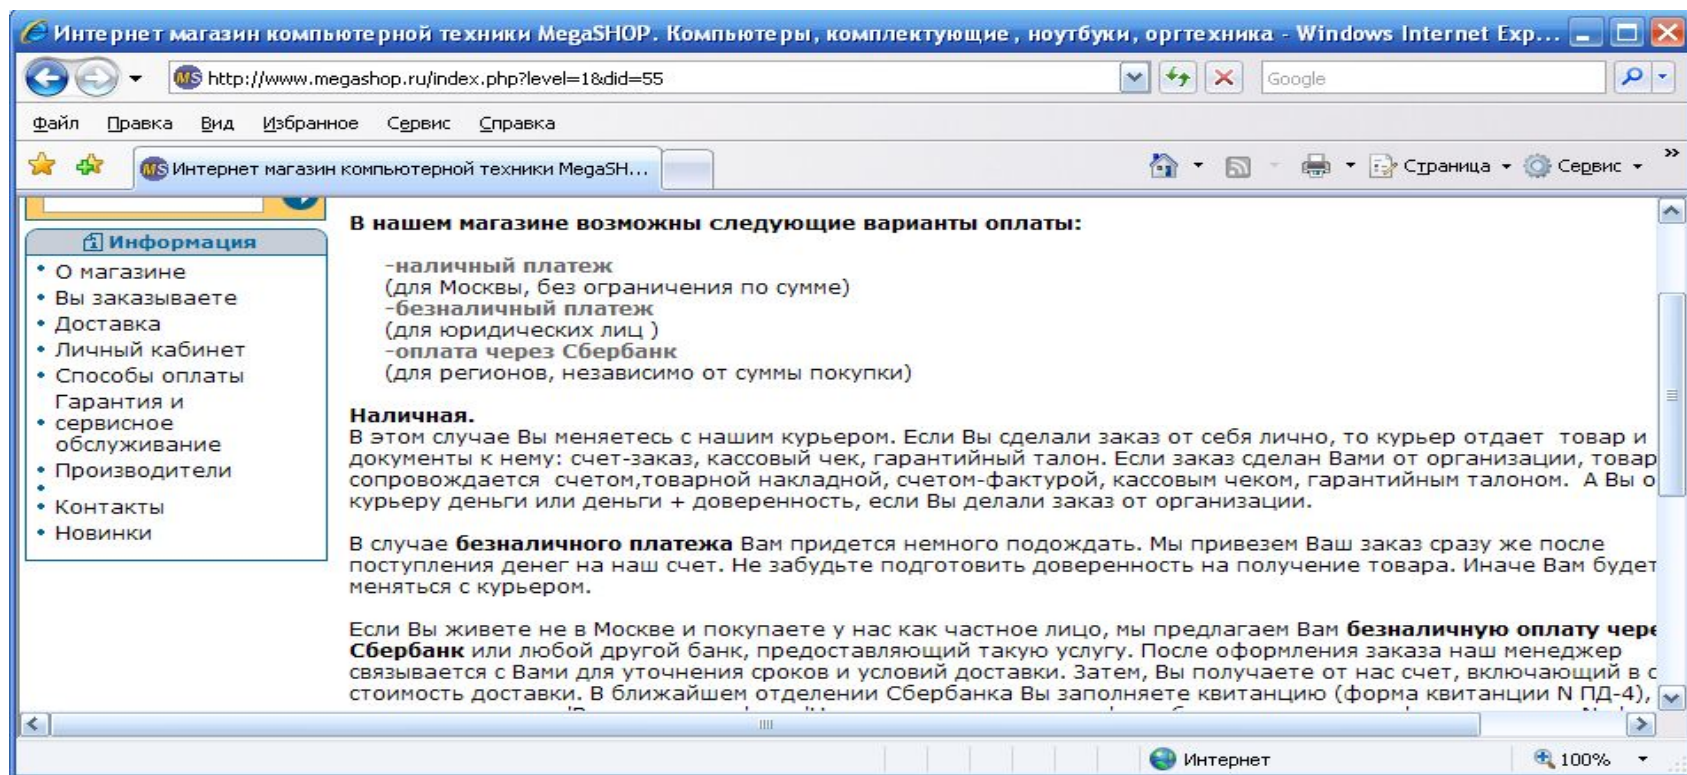 Интернет магазин компьютерной техники MegaSHOP. Компьютеры, комплектующие, ноутбуки, оргтехника - Windows Internet Exp...
MS http://www.megashop.ru/index.php?level=1&did=55
Google
Файл Правка Вид Избранное Сервис Справка
MS Интернет магазин компьютерной техники MegaSH...
Страница Сервис »
Информация
О магазине
Вы заказываете
Доставка
Личный кабинет
Способы оплаты
Гарантия и
сервисное
обслуживание
Производители
Контакты
Новинки
В нашем магазине возможны следующие варианты оплаты:
-наличный платеж
(для Москвы, без ограничения по сумме)
-безналичный платеж
(для юридических лиц )
-оплата через Сбербанк
(для регионов, независимо от суммы покупки)
Наличная.
В этом случае Вы меняетесь с нашим курьером. Если Вы сделали заказ от себя лично, то курьер отдает товар и
документы к нему: счет-заказ, кассовый чек, гарантийный талон. Если заказ сделан Вами от организации, товар
сопровождается счетом,товарной накладной, счетом-фактурой, кассовым чеком, гарантийным талоном. А Вы о
курьеру деньги или деньги + доверенность, если Вы делали заказ от организации.
В случае безналичного платежа Вам придется немного подождать. Мы привезем Ваш заказ сразу же после
поступления денег на наш счет. Не забудьте подготовить доверенность на получение товара. Иначе Вам будет
меняться с курьером.
Если Вы живете не в Москве и покупаете у нас как частное лицо, мы предлагаем Вам безналичную оплату чере
Сбербанк или любой другой банк, предоставляющий такую услугу. После оформления заказа наш менеджер
связывается с Вами для уточнения сроков и условий доставки. Затем, Вы получаете от нас счет, включающий в с
стоимость доставки. В ближайшем отделении Сбербанка Вы заполняете квитанцию (форма квитанции N ПД-4),
Интернет
100%